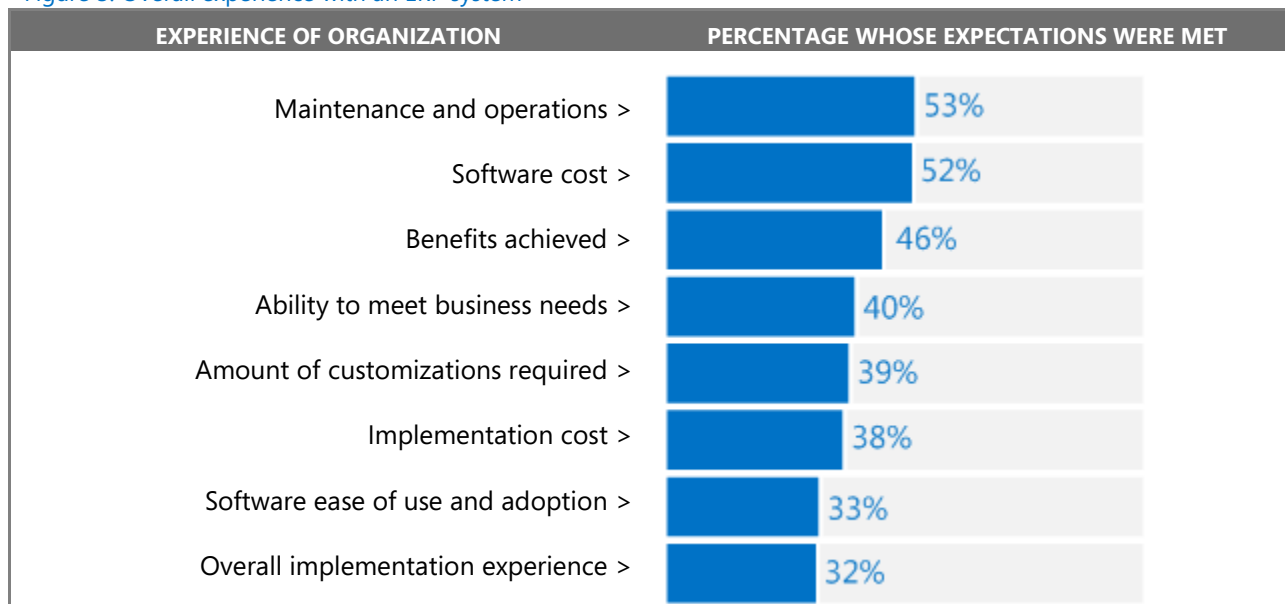 EXPERIENCE OF ORGANIZATION PERCENTAGE WHOSE EXPECTATIONS WERE MET
Maintenance and operations > 53%
Software cost > 52%
Benefits achieved > 46%
Ability to meet business needs > 40%
Amount of customizations required > 39%
Implementation cost > 38%
Software ease of use and adoption > 33%
Overall implementation experience > 32%